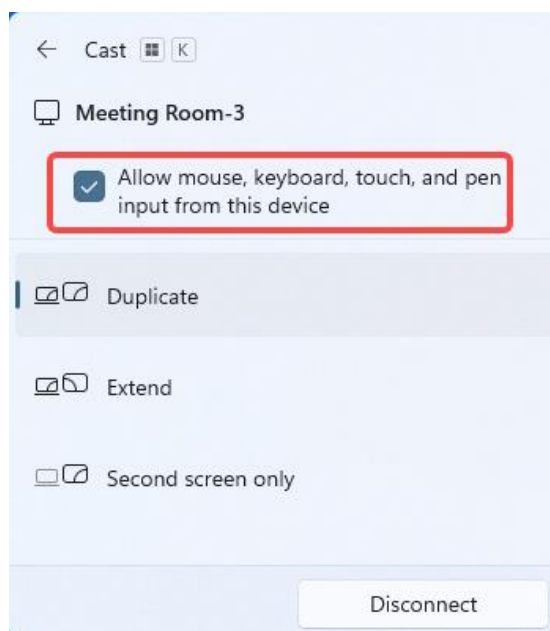 Cast K
Meeting Room-3
Allow mouse, keyboard, touch, and pen
input from this device
Duplicate
Extend
Second screen only
Disconnect